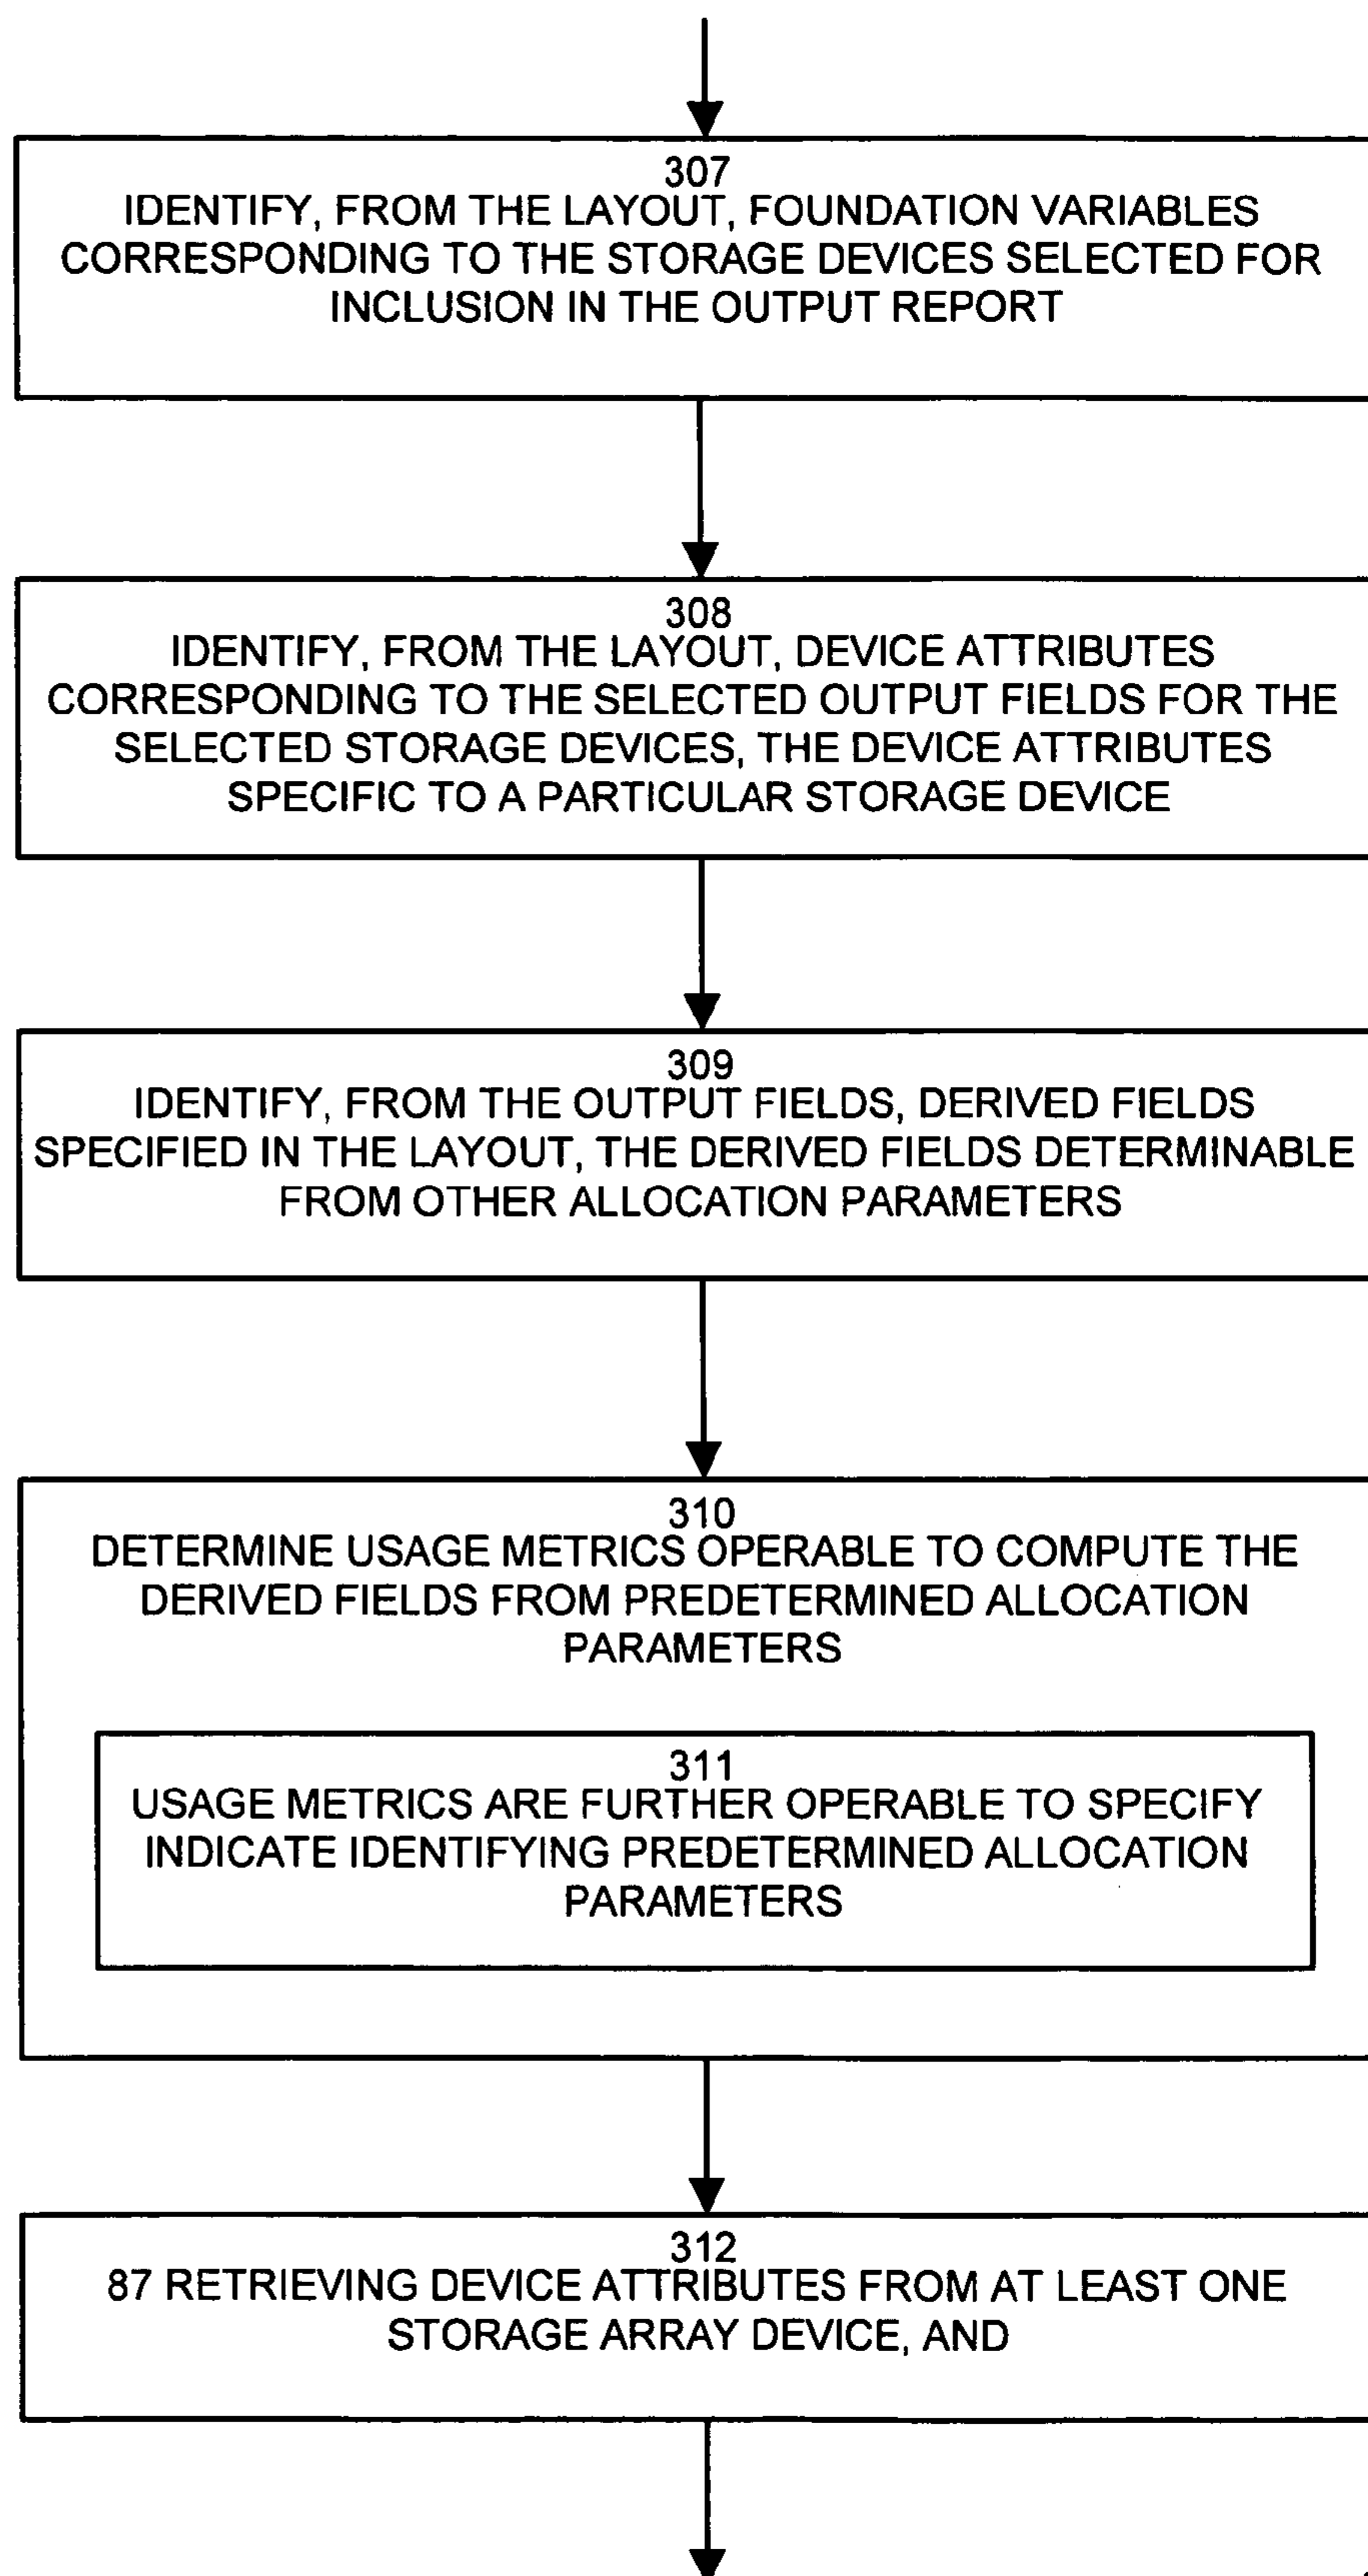 307
IDENTIFY, FROM THE LAYOUT, FOUNDATION VARIABLES
CORRESPONDING TO THE STORAGE DEVICES SELECTED FOR
INCLUSION IN THE OUTPUT REPORT
308
IDENTIFY, FROM THE LAYOUT, DEVICE ATTRIBUTES
CORRESPONDING TO THE SELECTED OUTPUT FIELDS FOR THE
SELECTED STORAGE DEVICES, THE DEVICE ATTRIBUTES
SPECIFIC TO A PARTICULAR STORAGE DEVICE
309
IDENTIFY, FROM THE OUTPUT FIELDS, DERIVED FIELDS
SPECIFIED IN THE LAYOUT, THE DERIVED FIELDS DETERMINABLE
FROM OTHER ALLOCATION PARAMETERS
310
DETERMINE USAGE METRICS OPERABLE TO COMPUTE THE
DERIVED FIELDS FROM PREDETERMINED ALLOCATION
PARAMETERS
311
USAGE METRICS ARE FURTHER OPERABLE TO SPECIFY
INDICATE IDENTIFYING PREDETERMINED ALLOCATION
PARAMETERS
312
87 RETRIEVING DEVICE ATTRIBUTES FROM AT LEAST ONE
STORAGE ARRAY DEVICE, AND